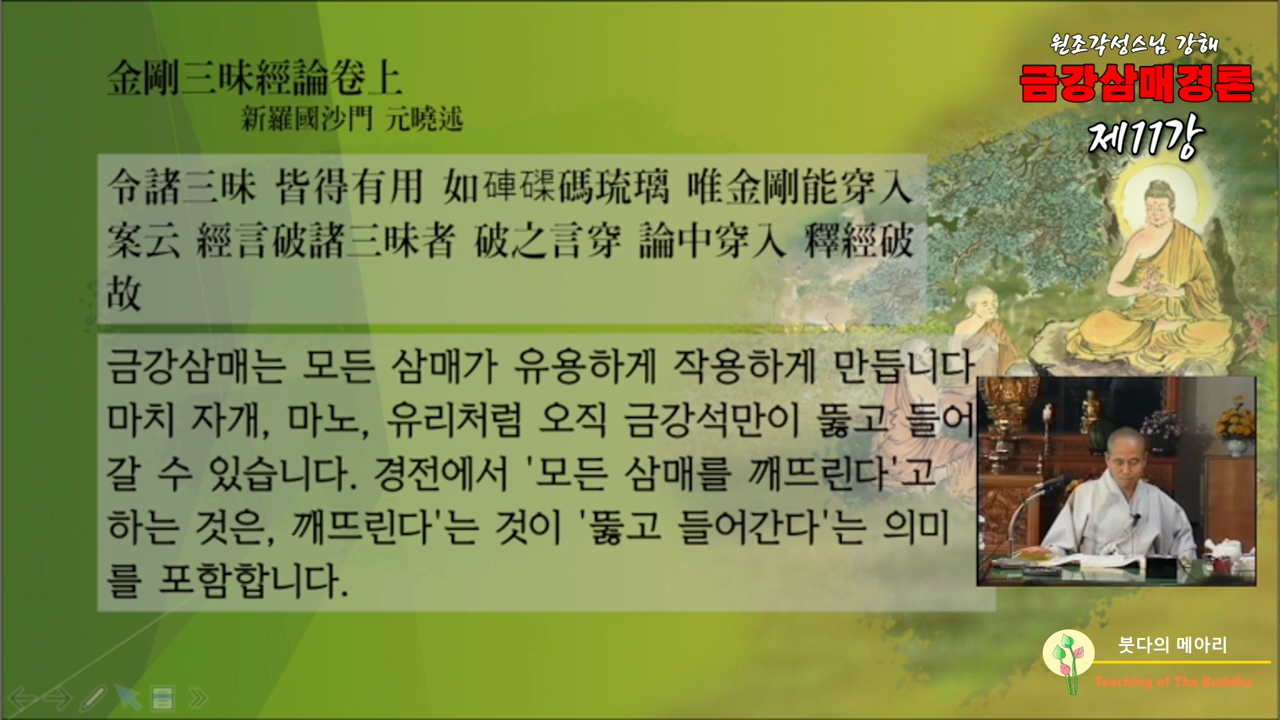 金剛三昧經論卷上
新羅國沙門 元曉述
令諸三昧 皆得有用 如硨磲碼琉璃 唯金剛能穿入
案云 經言破諸三昧者 破之言穿 論中穿入 釋經破
故
금강삼매는 모든 삼매가 유용하게 작용하게 만듭니다
마치 자개, 마노, 유리처럼 오직 금강석만이 뚫고 들어
갈 수 있습니다. 경전에서 '모든 삼매를 깨뜨린다'고
하는 것은, 깨뜨린다'는 것이 '뚫고 들어간다'는 의미
를 포함합니다.
원조각성스님 강해
금강삼매경론
제11강
붓다의 메아리
Teaching of The Buddha